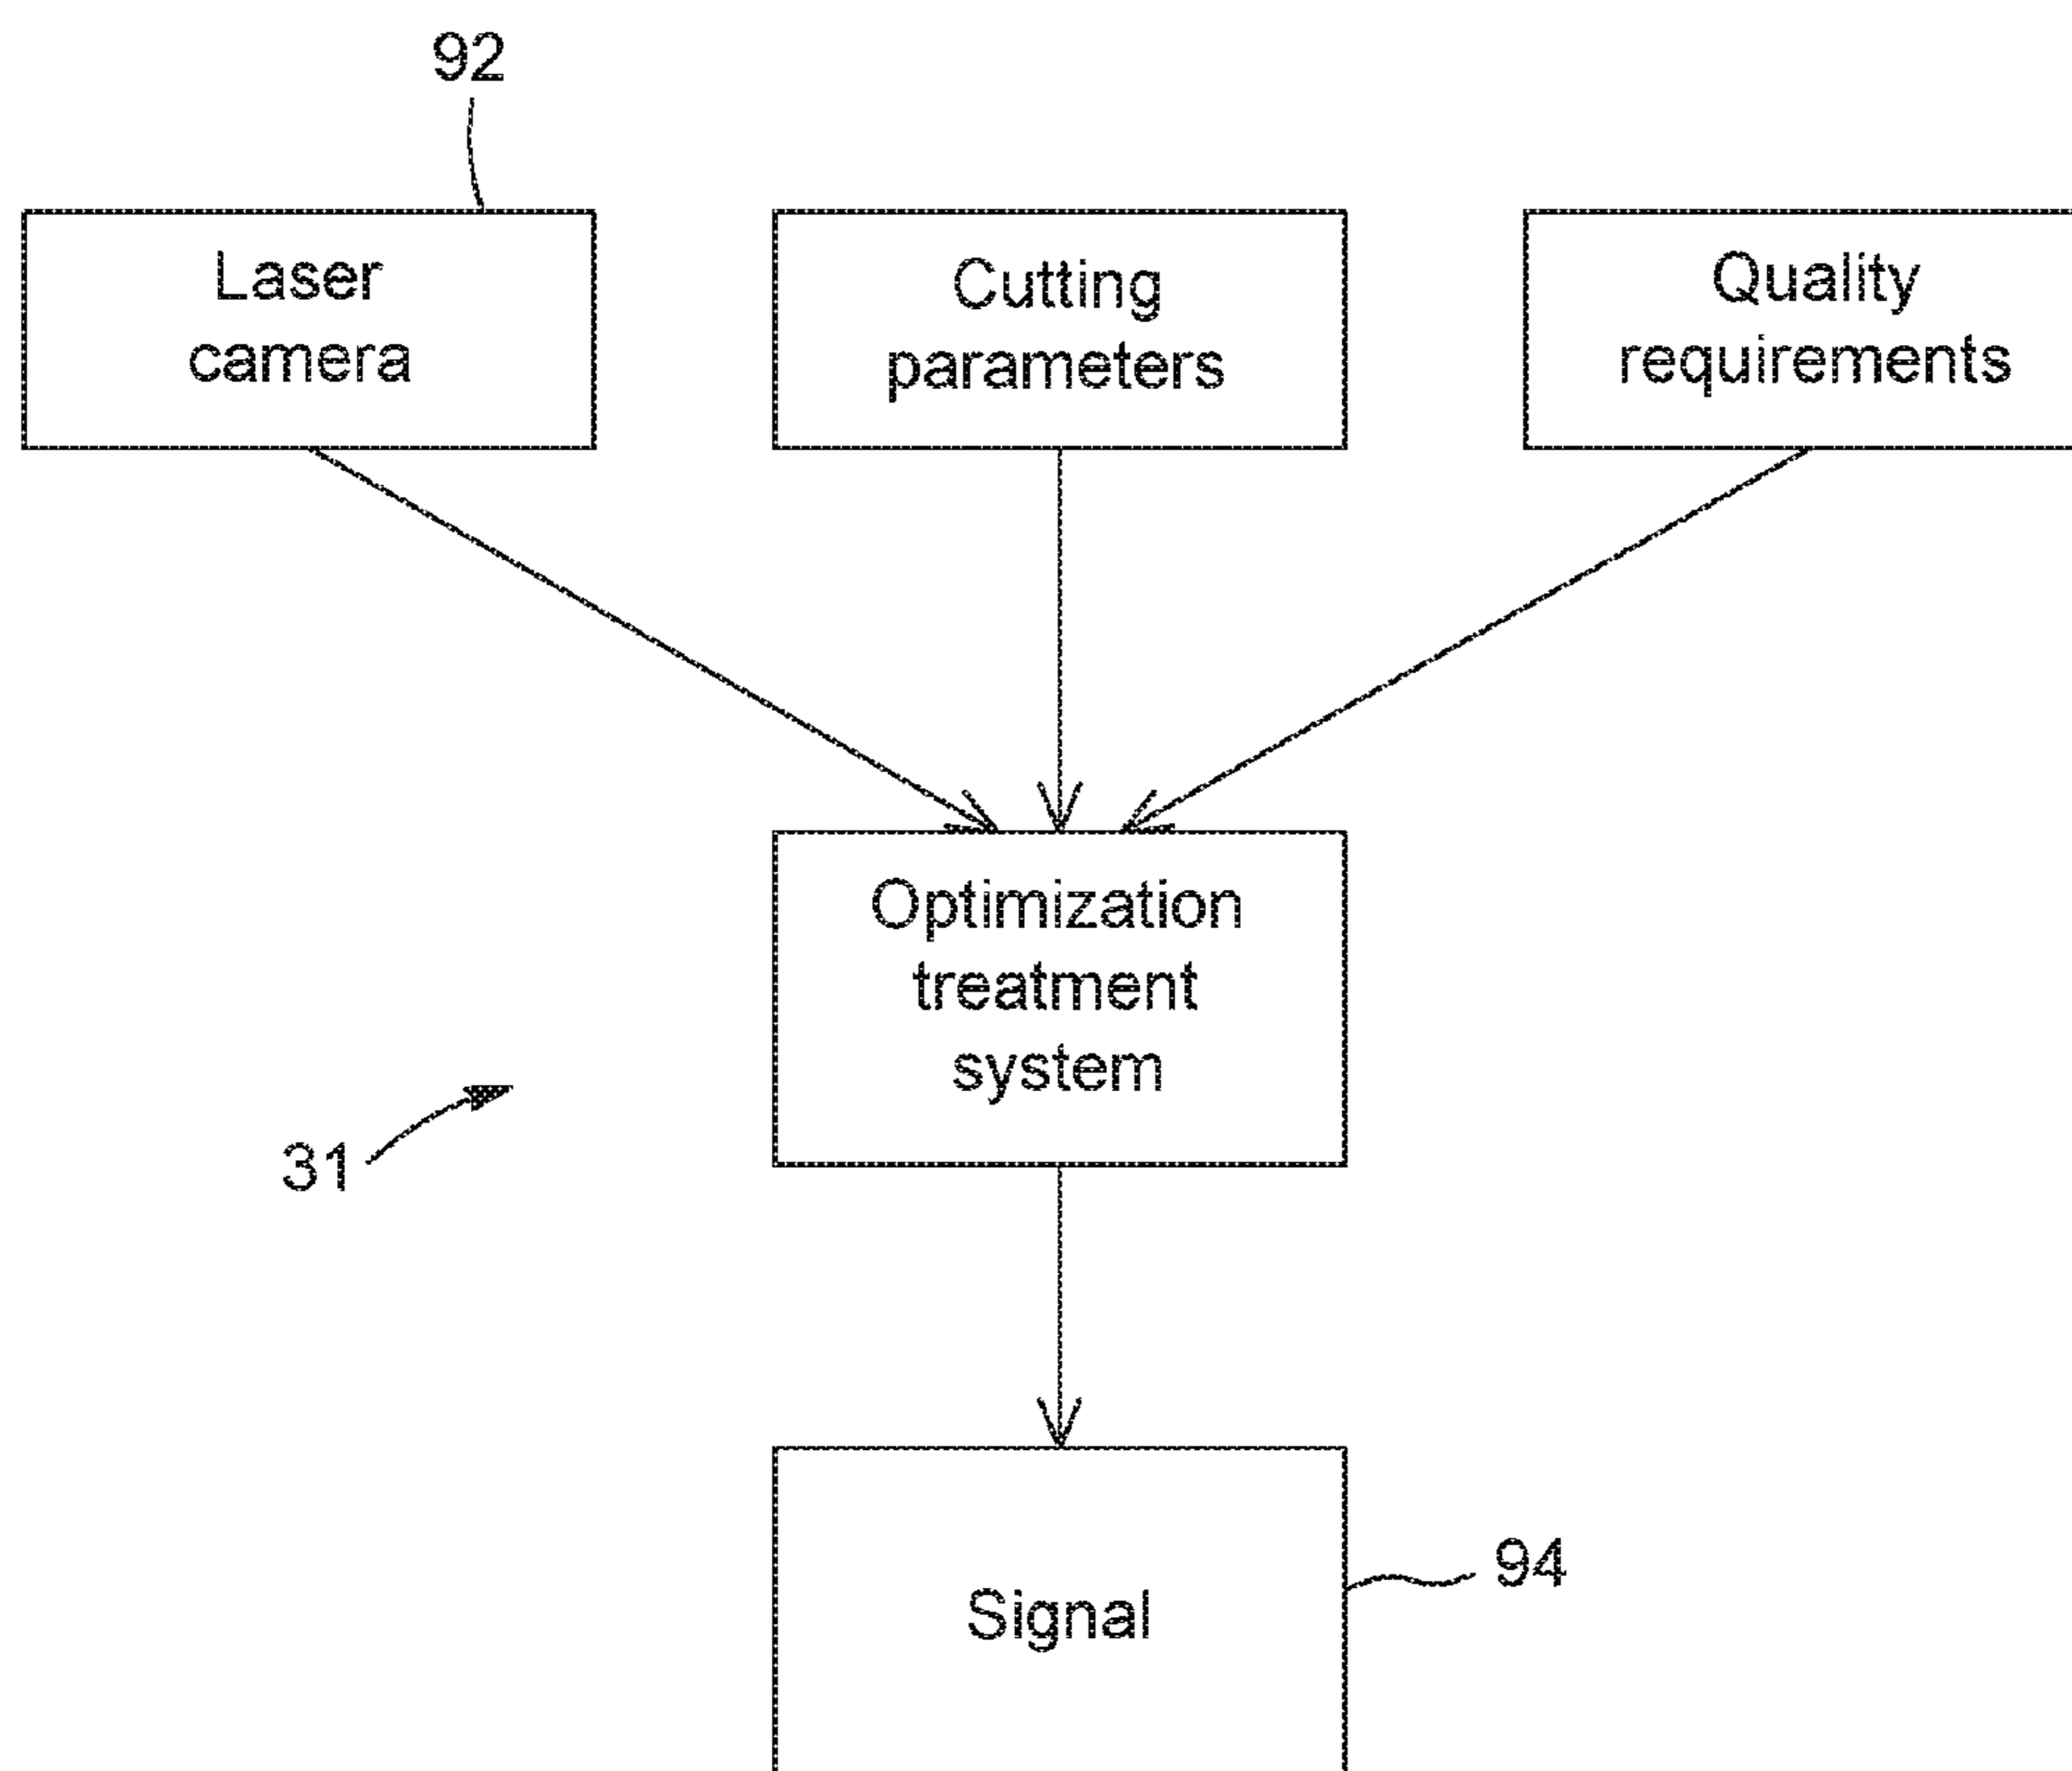 92
Laser
camera
Cutting
parameters
Quality
requirements
Optimization
treatment
system
31
Signal
94